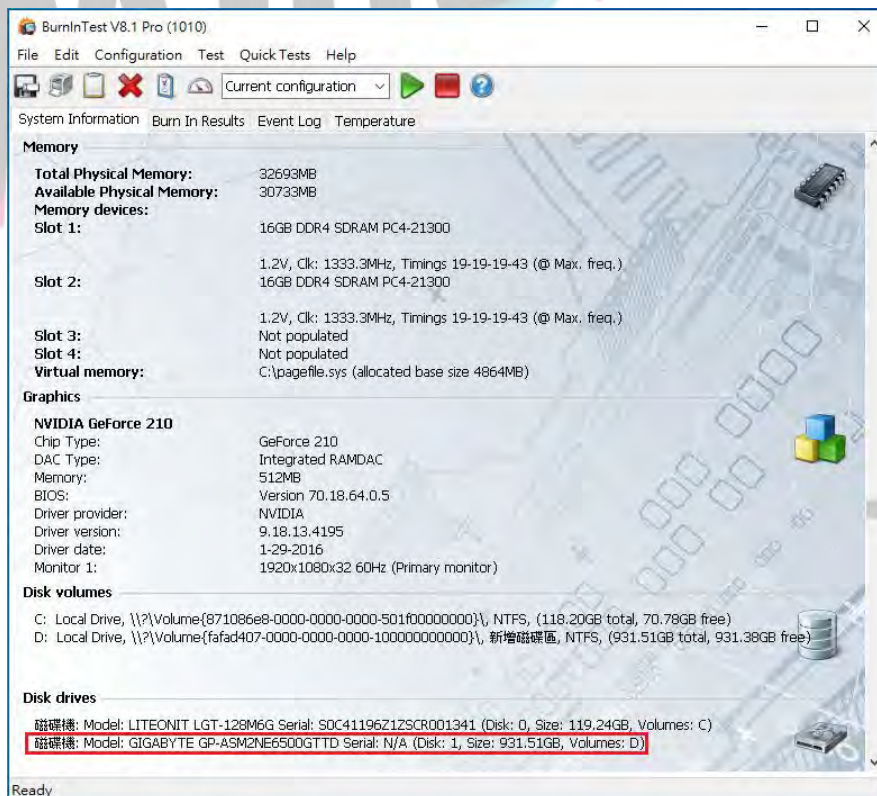 BurnInTest V8.1 Pro (1010)
File Edit Configuration Test Quick Tests Help
Current configuration
System Information Burn In Results Event Log Temperature
Memory
Total Physical Memory: 32693MB
Available Physical Memory: 30733MB
Memory devices:
Slot 1: 16GB DDR4 SDRAM PC4-21300
1.2V, Clk: 1333.3MHz, Timings 19-19-19-43 (@ Max. freq.)
Slot 2: 16GB DDR4 SDRAM PC4-21300
1.2V, Clk: 1333.3MHz, Timings 19-19-19-43 (@ Max. freq.)
Slot 3: Not populated
Slot 4: Not populated
Virtual memory: C:\pagefile.sys (allocated base size 4864MB)
Graphics
NVIDIA GeForce 210
Chip Type: GeForce 210
DAC Type: Integrated RAMDAC
Memory: 512MB
BIOS: Version 70.18.64.0.5
Driver provider: NVIDIA
Driver version: 9.18.13.4195
Driver date: 1-29-2016
Monitor 1: 1920x1080x32 60Hz (Primary monitor)
Disk volumes
C: Local Drive, \\?\Volume{871086e8-0000-0000-0000-501f00000000}\, NTFS, (118.20GB total, 70.78GB free)
D: Local Drive, \\?\Volume{fafad407-0000-0000-0000-100000000000}\, 新增磁碟區, NTFS, (931.51GB total, 931.38GB free)
Disk drives
磁碟機: Model: LITEONIT LGT-128M6G Serial: S0C41196Z1ZSCR001341 (Disk: 0, Size: 119.24GB, Volumes: C)
磁碟機: Model: GIGABYTE GP-ASM2NE6500GTTD Serial: N/A (Disk: 1, Size: 931.51GB, Volumes: D)
Ready